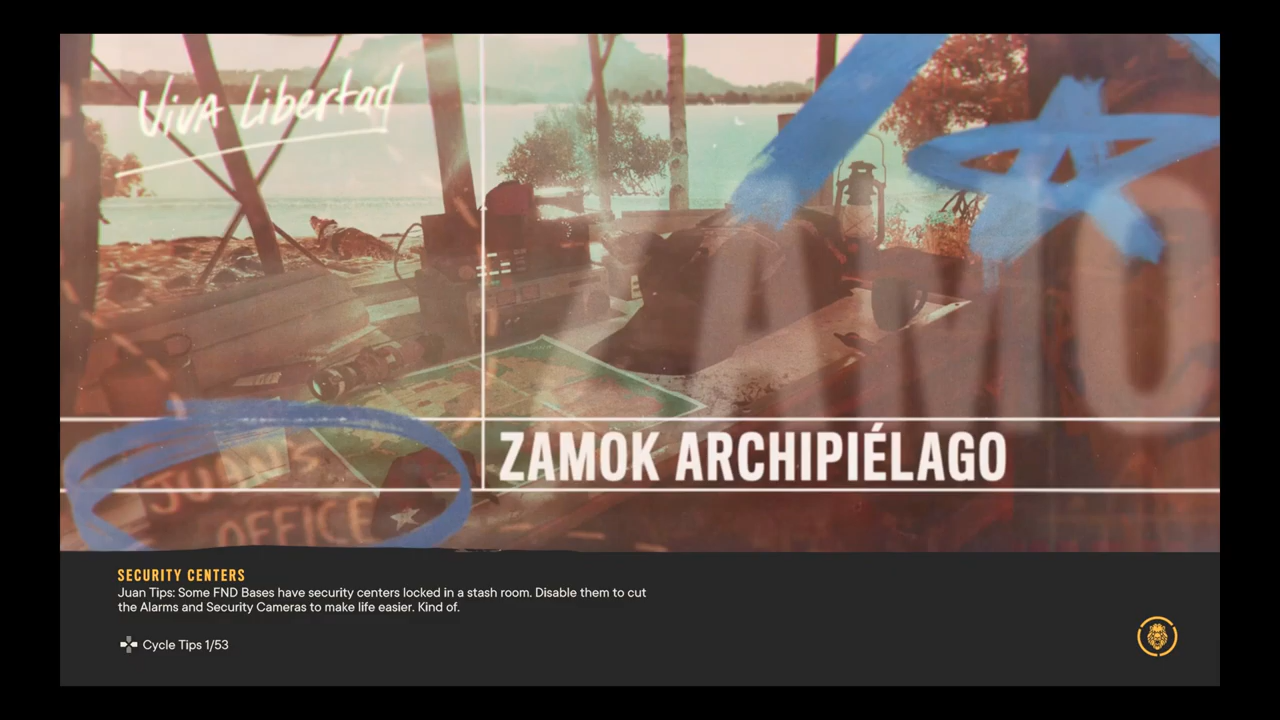 VivA Libertad
ZAMO
ZAMOK ARCHIPIÉLAGO
JUAN'S
OFFICE
SECURITY CENTERS
Juan Tips: Some FND Bases have security centers locked in a stash room. Disable them to cut
the Alarms and Security Cameras to make life easier. Kind of.
Cycle Tips 1/53